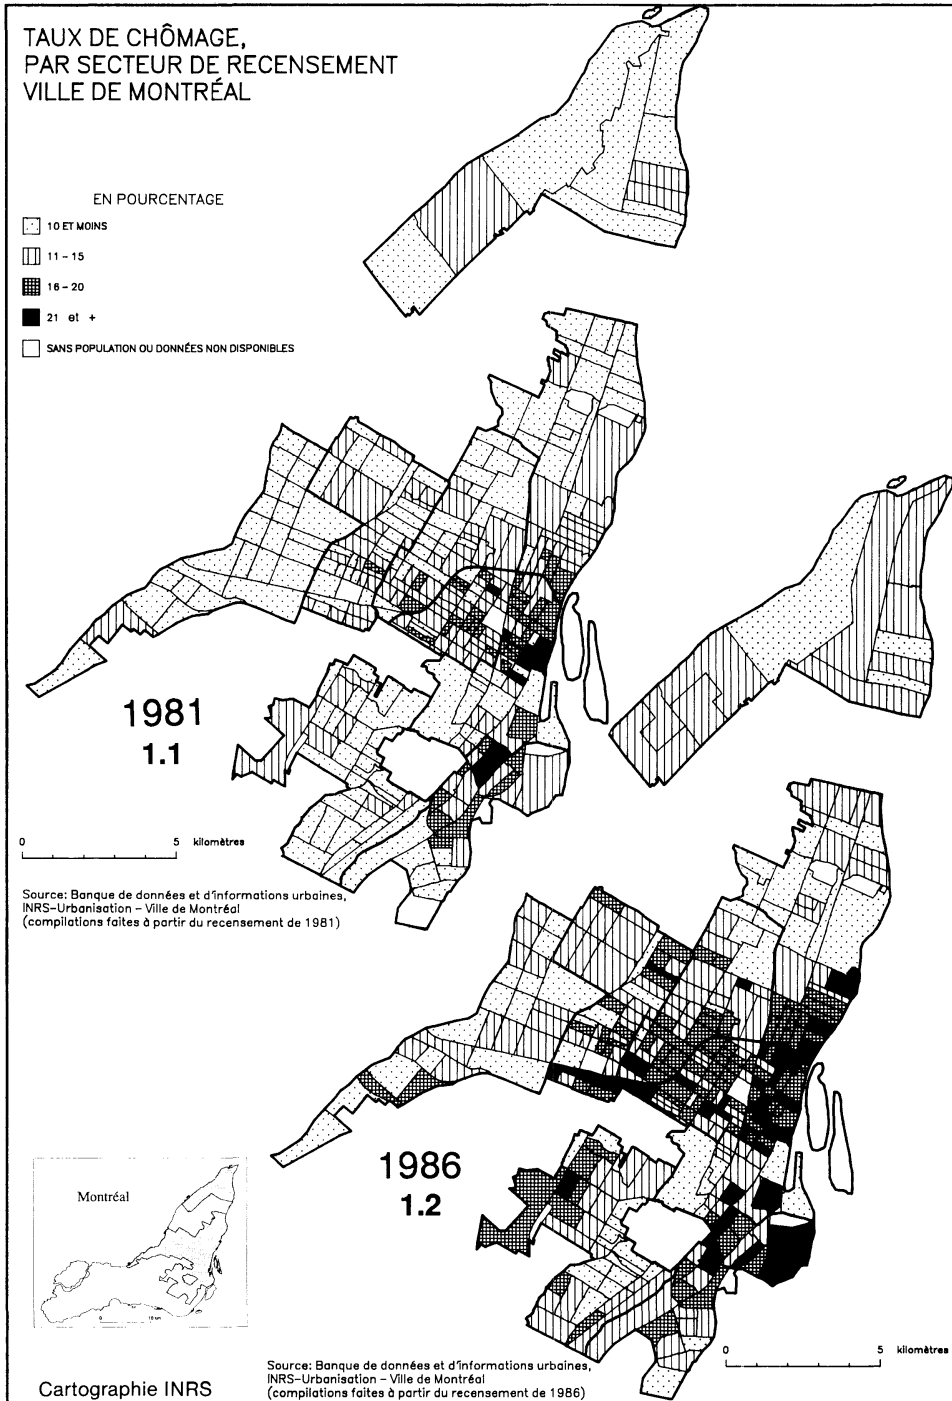 TAUX DE CHÔMAGE,
PAR SECTEUR DE RECENSEMENT
VILLE DE MONTRÉAL
EN POURCENTAGE
10 ET MOINS
11 - 15
16 - 20
21 et +
SANS POPULATION OU DONNÉES NON DISPONIBLES
1981
1.1
0 5 kilomètres
Source: Banque de données et d'informations urbaines,
INRS-Urbanisation - Ville de Montréal
(compilations faites à partir du recensement de 1981)
1986
1.2
Montréal
0 10 km
0 5 kilomètres
Source: Banque de données et d'informations urbaines,
INRS-Urbanisation - Ville de Montréal
(compilations faites à partir du recensement de 1986)
Cartographie INRS